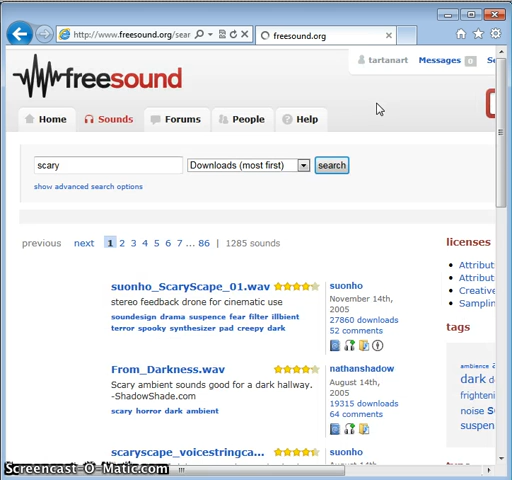 http://www.freesound.org/sear
freesound.org
freesound
tartanart Messages 0 Se
Home Sounds Forums People Help
scary Downloads (most first) search
show advanced search options
previous next 1 2 3 4 5 6 7 ... 86 | 1285 sounds
licenses
Attribut
Attribut
Creative
Samplin
suonho_ScaryScape_01.wav
stereo feedback drone for cinematic use
soundesign drama suspence fear filter illbient
terror spooky synthesizer pad creepy dark
suonho
November 14th,
2005
27860 downloads
52 comments
tags
ambience
dark d
frightenin
noise s
suspen
From_Darkness.wav
Scary ambient sounds good for a dark hallway.
-ShadowShade.com
scary horror dark ambient
nathanshadow
August 14th,
2005
19315 downloads
64 comments
scaryscape_voicestringca...
suonho
Screencast-O-Matic.com